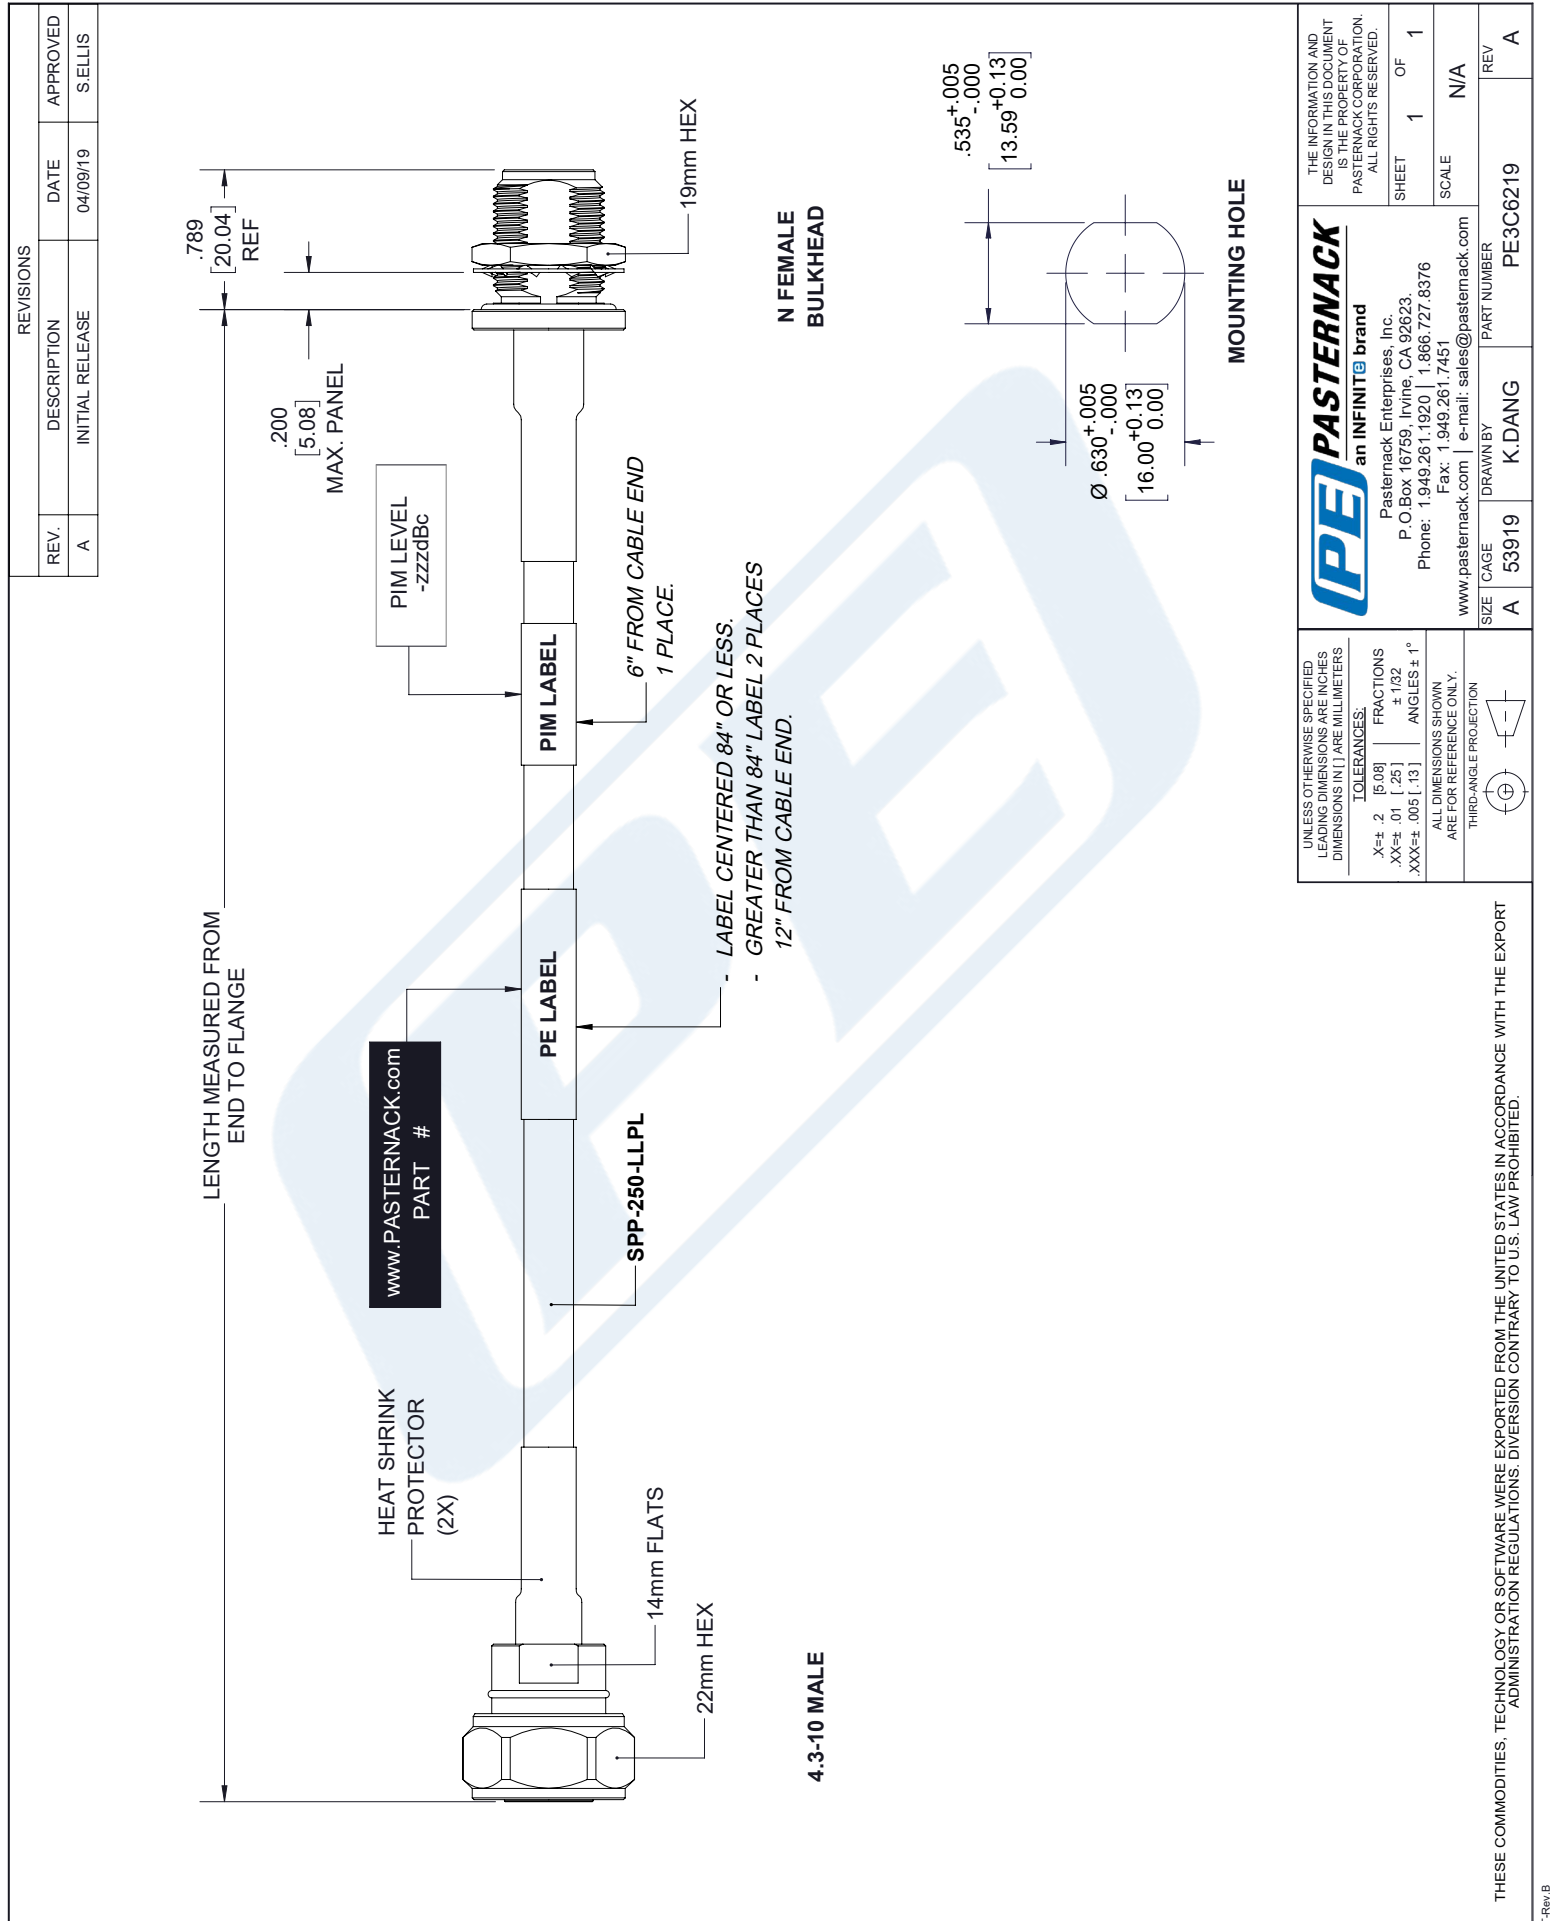 REVISIONS
REV.
DESCRIPTION
DATE
APPROVED
A
INITIAL RELEASE
04/09/19
S.ELLIS
LENGTH MEASURED FROM
END TO FLANGE
.789
[20.04]
REF
.200
[5.08]
MAX. PANEL
HEAT SHRINK
PROTECTOR
(2X)
www.PASTERNACK.com
PART #
PIM LEVEL
-zzzdBc
PE LABEL
PIM LABEL
14mm FLATS
22mm HEX
SPP-250-LLPL
6" FROM CABLE END
1 PLACE.
19mm HEX
- LABEL CENTERED 84" OR LESS.
- GREATER THAN 84" LABEL 2 PLACES
12" FROM CABLE END.
4.3-10 MALE
N FEMALE
BULKHEAD
.535 +.005
-.000
[13.59 +0.13
0.00]
Ø .630 +.005
-.000
[16.00 +0.13
0.00]
MOUNTING HOLE
UNLESS OTHERWISE SPECIFIED
LEADING DIMENSIONS ARE INCHES
DIMENSIONS IN [ ] ARE MILLIMETERS
TOLERANCES:
.X=± .2 [5.08] FRACTIONS
.XX=± .01 [.25] ± 1/32
.XXX=± .005 [.13] ANGLES ± 1°
ALL DIMENSIONS SHOWN
ARE FOR REFERENCE ONLY.
THIRD-ANGLE PROJECTION
PE PASTERNACK
an INFINITe brand
Pasternack Enterprises, Inc.
P.O.Box 16759, Irvine, CA 92623.
Phone: 1.949.261.1920 | 1.866.727.8376
Fax: 1.949.261.7451
www.pasternack.com | e-mail: sales@pasternack.com
THE INFORMATION AND
DESIGN IN THIS DOCUMENT
IS THE PROPERTY OF
PASTERNACK CORPORATION.
ALL RIGHTS RESERVED.
SHEET 1 OF 1
SCALE N/A
SIZE A
CAGE 53919
DRAWN BY K.DANG
PART NUMBER PE3C6219
REV A
THESE COMMODITIES, TECHNOLOGY OR SOFTWARE WERE EXPORTED FROM THE UNITED STATES IN ACCORDANCE WITH THE EXPORT
ADMINISTRATION REGULATIONS. DIVERSION CONTRARY TO U.S. LAW PROHIBITED.
-Rev.B